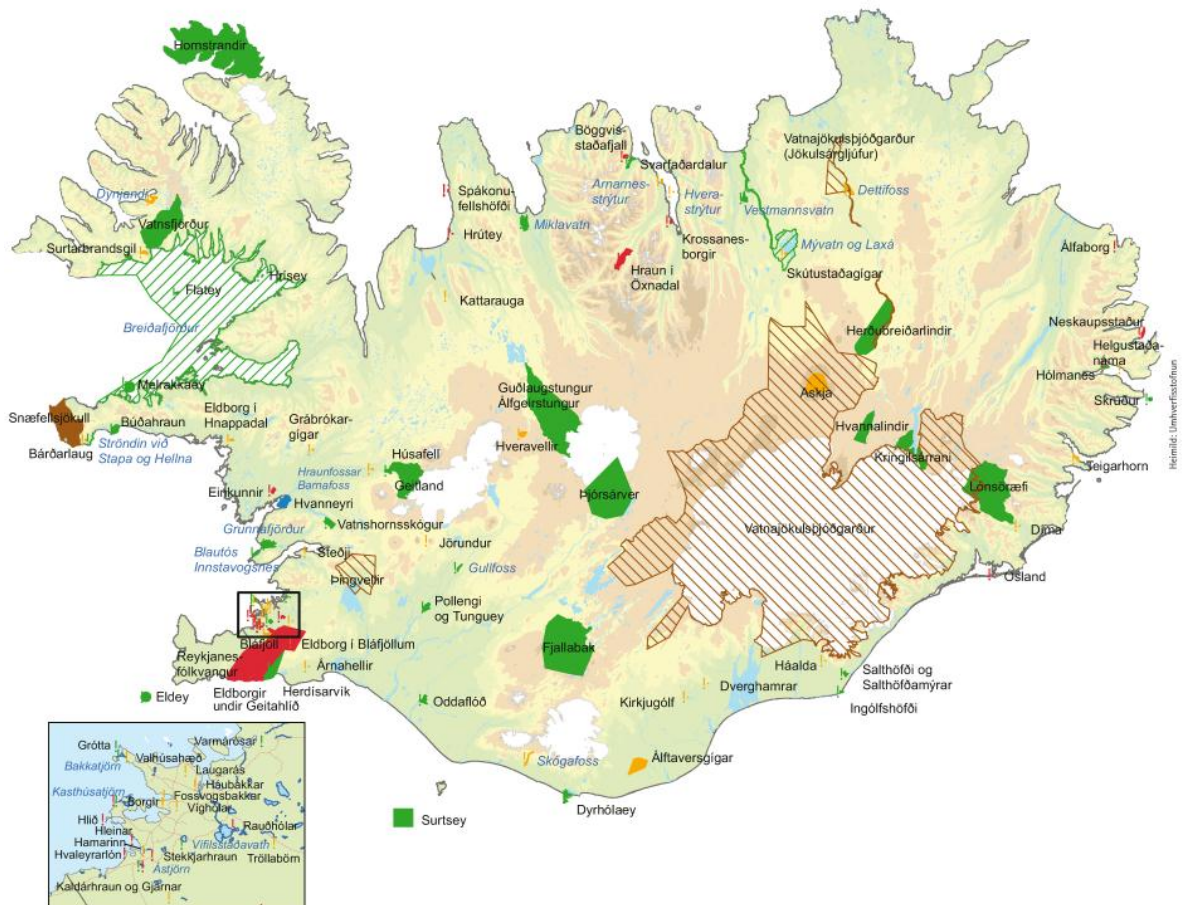 Hornstrandir
Böggvis-
staðafjall
Svarfaðardalur
Vatnajökulsþjóðgarður
(Jökulsárgljúfur)
Dynjandi
Spákonu-
fellshöfði
Arnarnes-
strýtur
Hvera-
strýtur
Dettifoss
Vestmannsvatn
Vatnsfjörður
Miklavatn
Hrútey
Krossanes-
borgir
Mývatn og Laxá
Álfaborg
Surtarbrandsgil
Hrísey
Hraun í
Öxnadal
Skútustaðagígar
Flatey
Kattarauga
Breiðafjörður
Herðubreiðarlindir
Neskaupsstaður
Helgustaða-
náma
Hólmanes
Melrakkaey
Guðlaugstungur
Álfgeirstungur
Askja
Skrúður
Snæfellsjökull
Búðahraun
Eldborg í
Hnappadal
Grábrókar-
gígar
Hvannalindir
Bárðarlaug
Ströndin við
Stapa og Hellna
Hveravellir
Kringilsárrani
Teigarhorn
Húsafell
Geitland
Hraunfossar
Barnafoss
Einkunnir
Hvanneyri
Þjórsárver
Lónsöræfi
Vatnajökulsþjóðgarður
Grunnafjörður
Vatnshornsskógur
Díma
Blautós
Innstavogsnes
Steðji
Jörundur
Þingvellir
Gullfoss
Ósland
Pollengi
og Tunguey
Bláfjöll
Eldborg í Bláfjöllum
Fjallabak
Reykjanes
fólkvangur
Árnahellir
Háalda
Salthöfði og
Salthöfðamýrar
Eldey
Eldborgir
undir Geitahlíð
Herdísarvík
Oddaflóð
Kirkjugólf
Dverghamrar
Ingólfshöfði
Skógafoss
Álftaversgígar
Dyrhólaey
Surtsey
Grótta
Varmárósar
Bakkatjörn
Valhúsahæð
Laugarás
Háubakkar
Kasthúsatjörn
Borgir
Fossvogsbakkar
Víghólar
Hlið
Rauðhólar
Hleinar
Hamarinn
Vífilsstaðavatn
Hvaleyrarlón
Stekkjarhraun
Tröllabörn
Ástjörn
Kaldárhraun og Gjárnar
Heimild: Umhverfisstofnun